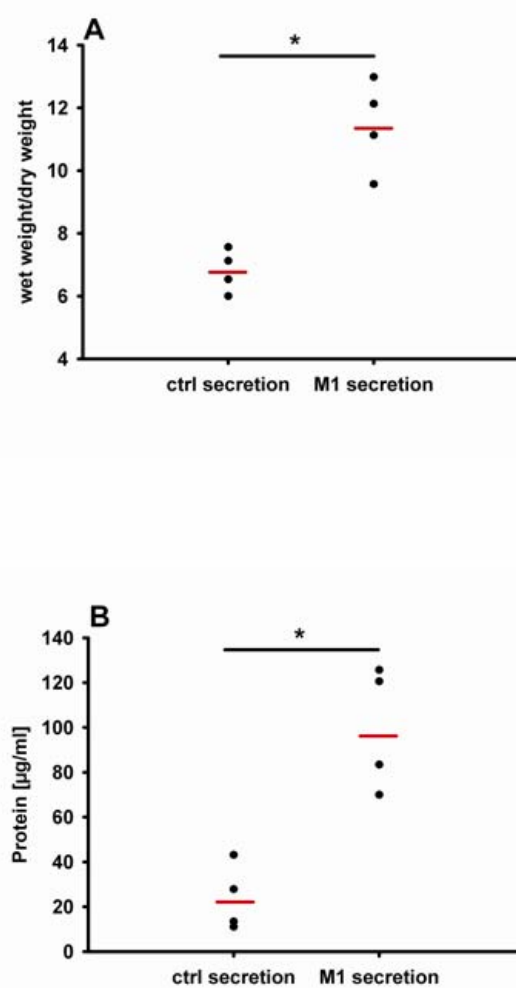 A
*
14
12
10
8
6
4
wet weight/dry weight
ctrl secretion M1 secretion
B
*
140
120
100
80
60
40
20
0
Protein [µg/ml]
ctrl secretion M1 secretion